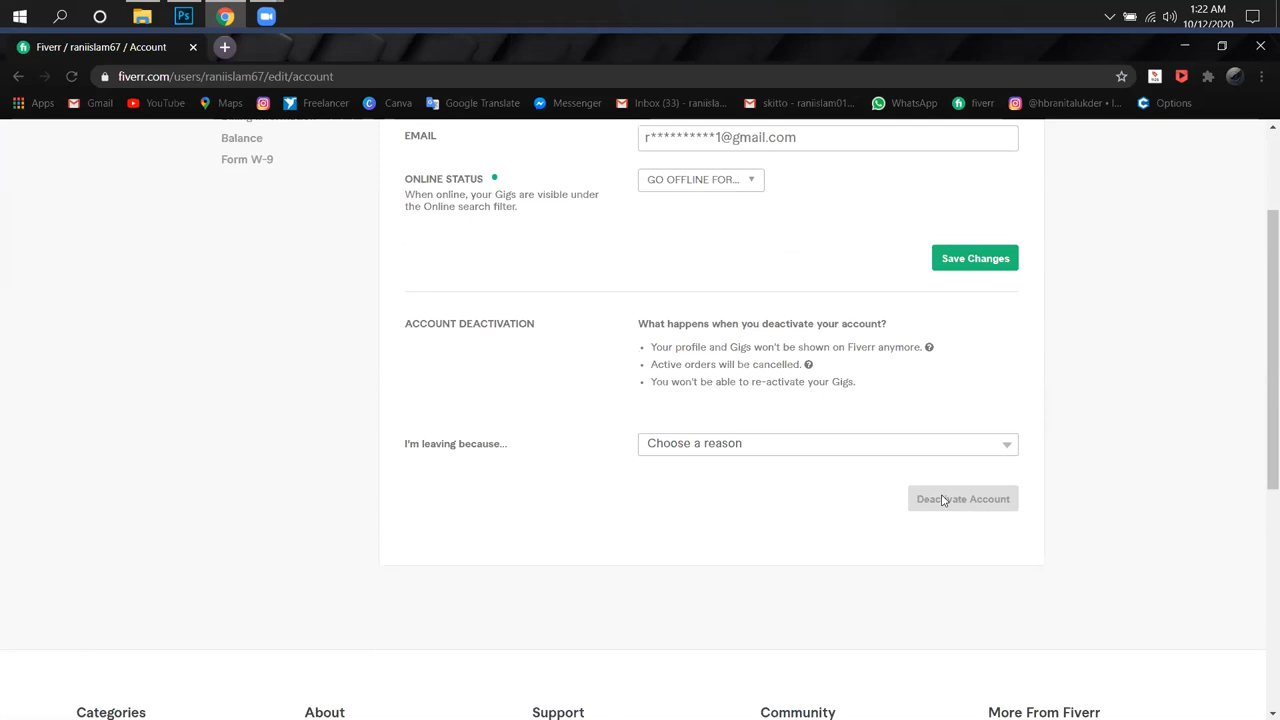 Ps
1:22 AM
10/12/2020
Fiverr / raniislam67 / Account
fiverr.com/users/raniislam67/edit/account
Apps Gmail YouTube Maps Freelancer Canva Google Translate Messenger Inbox (33) - raniisla... skitto - raniislam01... WhatsApp fiverr @hbranitalukder • I... Options
Balance
Form W-9
EMAIL
r**********1@gmail.com
ONLINE STATUS
When online, your Gigs are visible under
the Online search filter.
GO OFFLINE FOR...
Save Changes
ACCOUNT DEACTIVATION
What happens when you deactivate your account?
• Your profile and Gigs won't be shown on Fiverr anymore.
• Active orders will be cancelled.
• You won't be able to re-activate your Gigs.
I'm leaving because...
Choose a reason
Deactivate Account
Categories About Support Community More From Fiverr